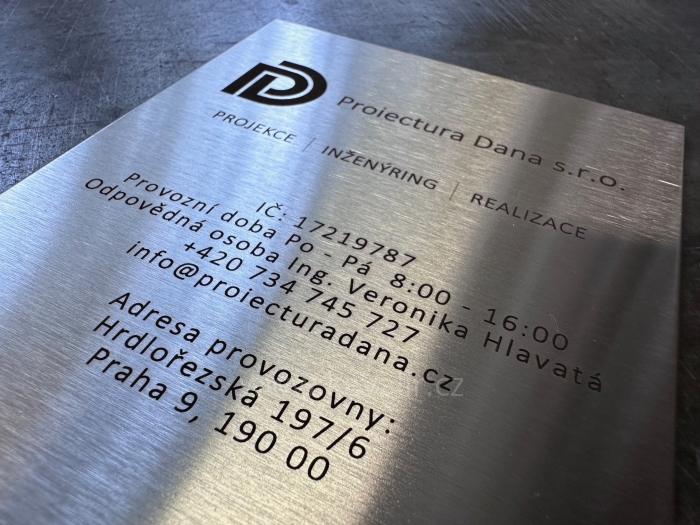 Proiectura Dana s.r.o.
PROJEKCE | INŽENÝRING | REALIZACE
IČ: 17219787
Provozní doba Po - Pá 8:00 - 16:00
Odpovědná osoba Ing. Veronika Hlavatá
+420 734 745 727
info@proiecturadana.cz
Adresa provozovny:
Hrdlořezská 197/6
Praha 9, 190 00